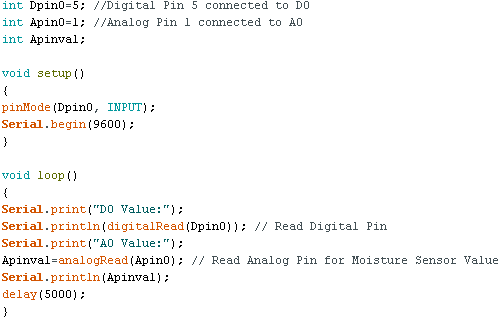 int Dpin0=5; //Digital Pin 5 connected to D0
int Apin0=1; //Analog Pin 1 connected to A0
int Apinval;
void setup()
{
pinMode(Dpin0, INPUT);
Serial.begin(9600);
}
void loop()
{
Serial.print("D0 Value:");
Serial.println(digitalRead(Dpin0)); // Read Digital Pin
Serial.print("A0 Value:");
Apinval=analogRead(Apin0); // Read Analog Pin for Moisture Sensor Value
Serial.println(Apinval);
delay(5000);
}